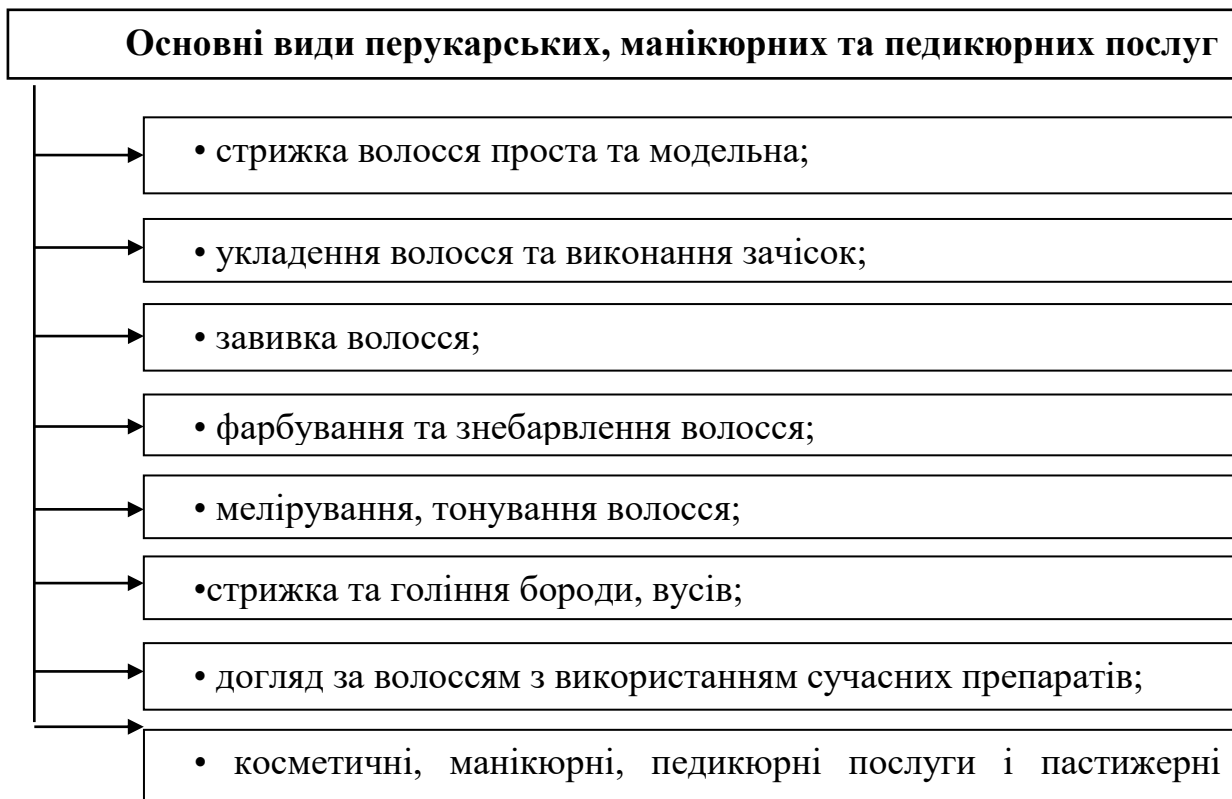 Основні види перукарських, манікюрних та педикюрних послуг
• стрижка волосся проста та модельна;
• укладення волосся та виконання зачісок;
• завивка волосся;
• фарбування та знебарвлення волосся;
• мелірування, тонування волосся;
•стрижка та гоління бороди, вусів;
• догляд за волоссям з використанням сучасних препаратів;
• косметичні, манікюрні, педикюрні послуги і пастижерні